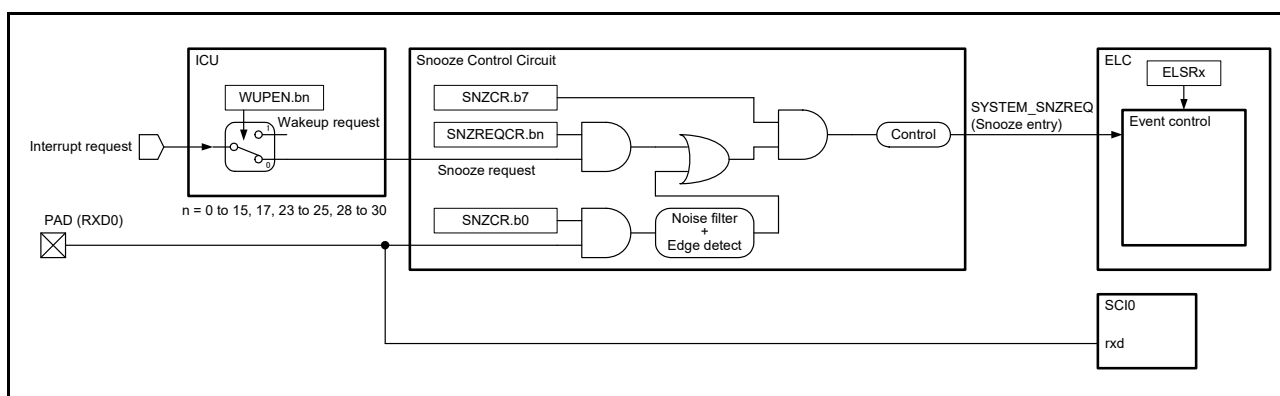 ICU
WUPEN.bn
1
Wakeup request
0
Interrupt request
n = 0 to 15, 17, 23 to 25, 28 to 30
PAD (RXD0)
Snooze Control Circuit
SNZCR.b7
SNZREQCR.bn
Snooze request
SNZCR.b0
Noise filter
+
Edge detect
Control
SYSTEM_SNZREQ
(Snooze entry)
ELC
ELSRx
Event control
SCI0
rxd